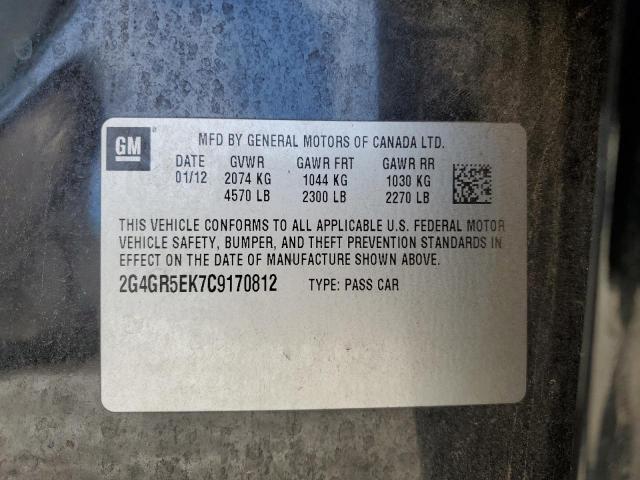 GM
MFD BY GENERAL MOTORS OF CANADA LTD.
DATE GVWR GAWR FRT GAWR RR
01/12 2074 KG 1044 KG 1030 KG
4570 LB 2300 LB 2270 LB
THIS VEHICLE CONFORMS TO ALL APPLICABLE U.S. FEDERAL MOTOR
VEHICLE SAFETY, BUMPER, AND THEFT PREVENTION STANDARDS IN
EFFECT ON THE DATE OF MANUFACTURE SHOWN ABOVE.
2G4GR5EK7C9170812 TYPE: PASS CAR